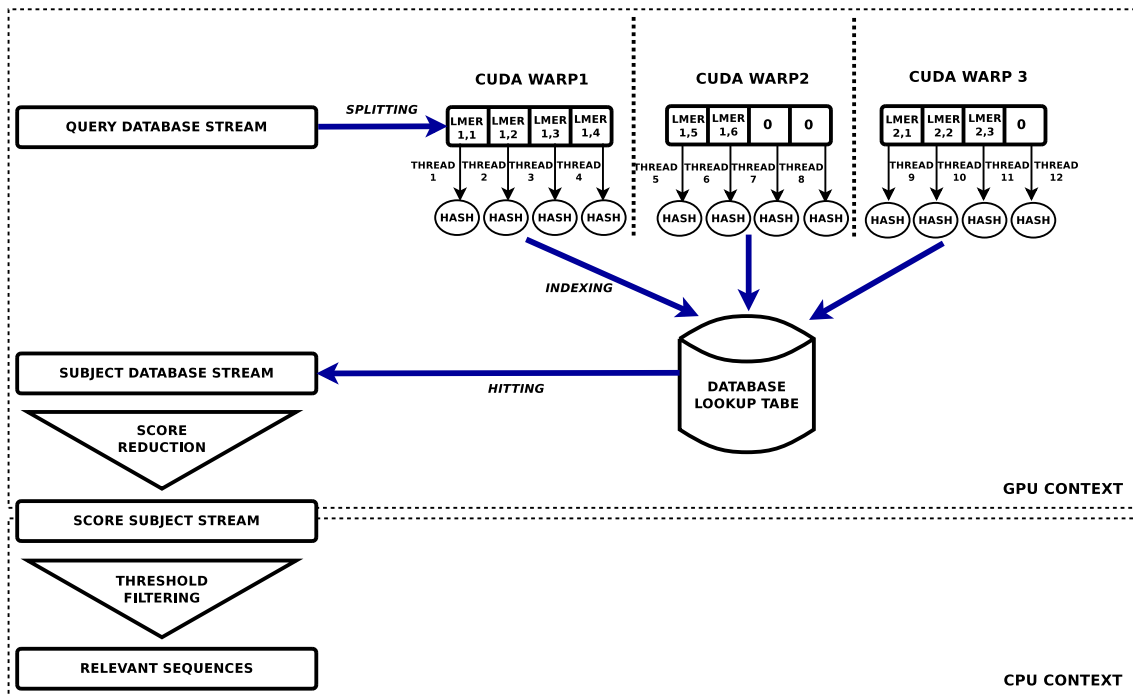 CUDA WARP1
CUDA WARP2
CUDA WARP 3
QUERY DATABASE STREAM
SPLITTING
LMER
1,1
LMER
1,2
LMER
1,3
LMER
1,4
LMER
1,5
LMER
1,6
0
0
LMER
2,1
LMER
2,2
LMER
2,3
0
THREAD
1
THREAD
2
THREAD
3
THREAD
4
THREAD
5
THREAD
6
THREAD
7
THREAD
8
THREAD
9
THREAD
10
THREAD
11
THREAD
12
HASH
HASH
HASH
HASH
HASH
HASH
HASH
HASH
HASH
HASH
HASH
HASH
INDEXING
SUBJECT DATABASE STREAM
HITTING
DATABASE
LOOKUP TABE
SCORE
REDUCTION
GPU CONTEXT
SCORE SUBJECT STREAM
THRESHOLD
FILTERING
RELEVANT SEQUENCES
CPU CONTEXT